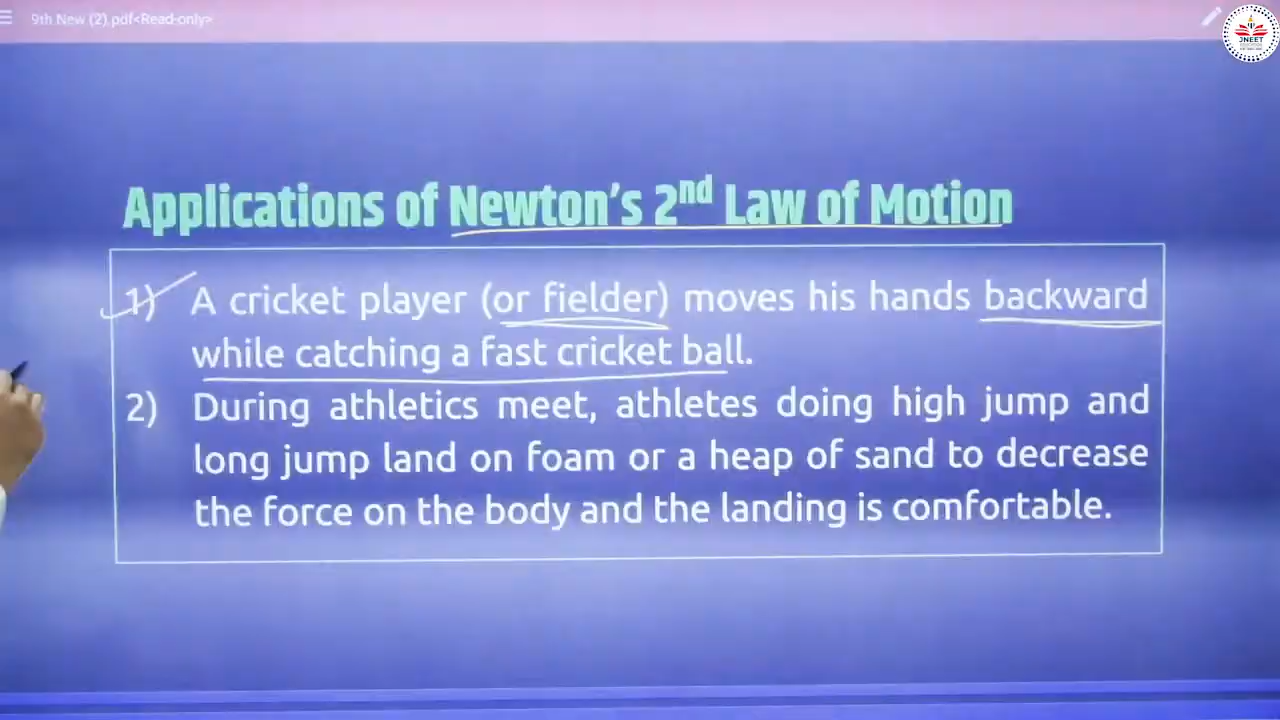 9th New (2).pdf<Read-only>
JNEET
Applications of Newton's 2nd Law of Motion
1) A cricket player (or fielder) moves his hands backward
while catching a fast cricket ball.
2) During athletics meet, athletes doing high jump and
long jump land on foam or a heap of sand to decrease
the force on the body and the landing is comfortable.